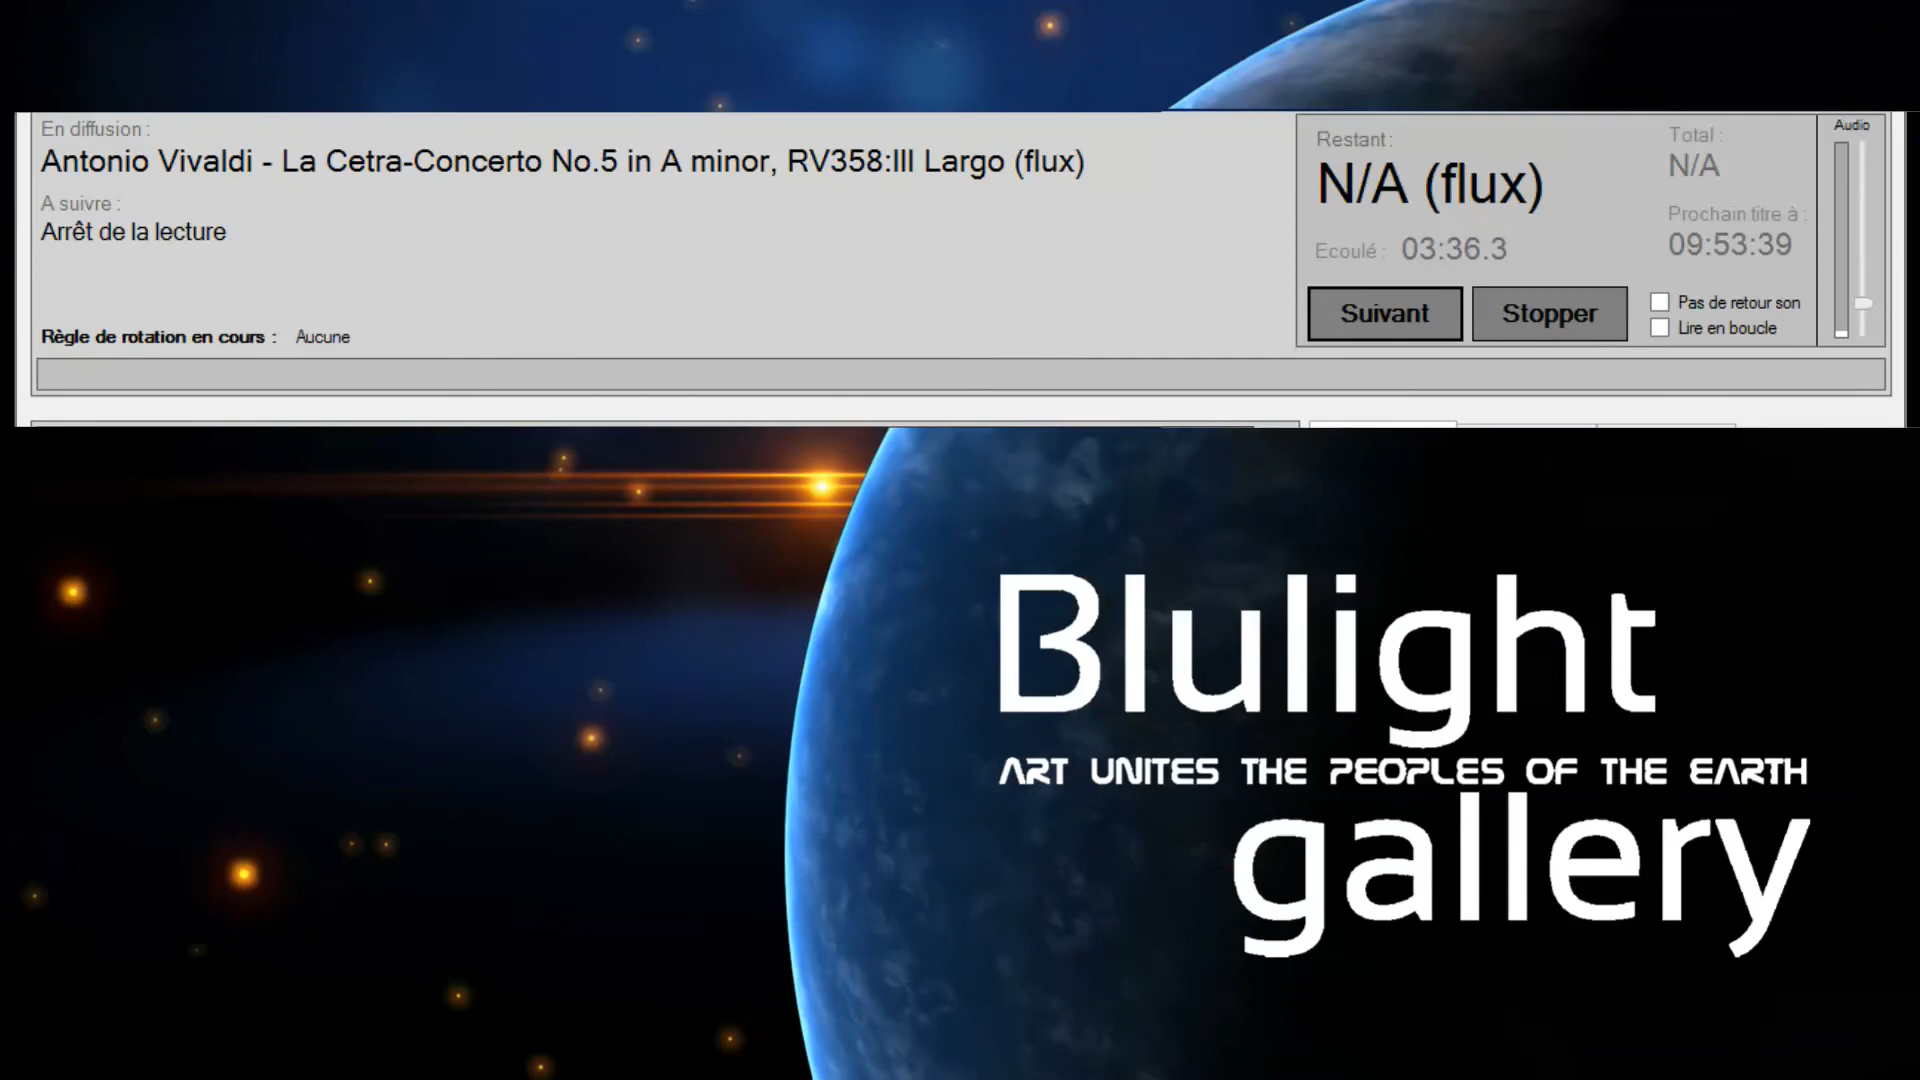 En diffusion :
Antonio Vivaldi - La Cetra-Concerto No.5 in A minor, RV358:III Largo (flux)
A suivre :
Arrêt de la lecture
Règle de rotation en cours : Aucune
Restant :
N/A (flux)
Ecoulé : 03:36.3
Total :
N/A
Prochain titre à :
09:53:39
Suivant
Stopper
Pas de retour son
Lire en boucle
Audio
Blulight
ART UNITES THE PEOPLES OF THE EARTH
gallery